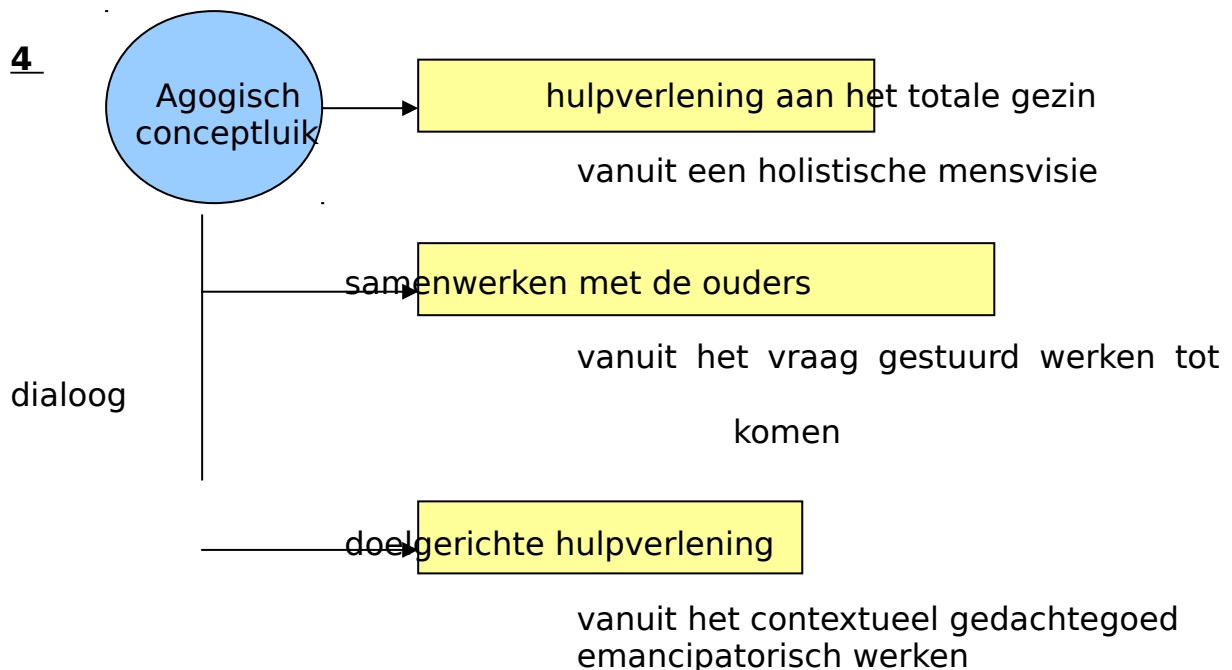 4
Agogisch
conceptluik
hulpverlening aan het totale gezin
vanuit een holistische mensvisie
samenwerken met de ouders
vanuit het vraag gestuurd werken tot
dialoog
komen
doelgerichte hulpverlening
vanuit het contextueel gedachtegoed
emancipatorisch werken